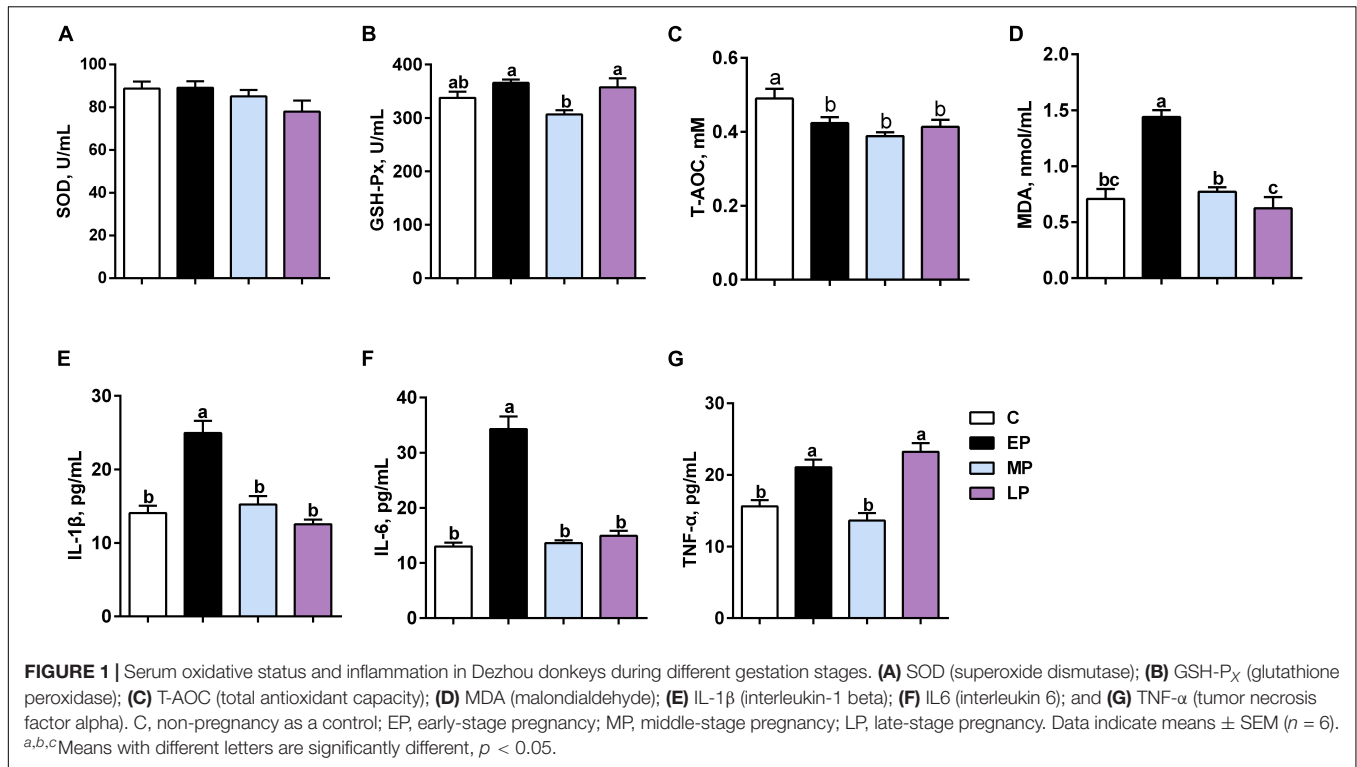 A
SOD, U/mL
100
80
60
40
20
0
B
GSH-Px, U/mL
400
300
200
100
0
ab
a
b
a
C
T-AOC, mM
0.6
0.4
0.2
0.0
a
b
b
b
D
MDA, nmol/mL
2.0
1.5
1.0
0.5
0.0
bc
a
b
c
E
IL-1β, pg/mL
30
20
10
0
b
a
b
b
F
IL-6, pg/mL
40
30
20
10
0
b
a
b
b
G
TNF-α, pg/mL
30
20
10
0
b
a
b
a
C
EP
MP
LP
FIGURE 1 | Serum oxidative status and inflammation in Dezhou donkeys during different gestation stages. (A) SOD (superoxide dismutase); (B) GSH-PX (glutathione
peroxidase); (C) T-AOC (total antioxidant capacity); (D) MDA (malondialdehyde); (E) IL-1β (interleukin-1 beta); (F) IL6 (interleukin 6); and (G) TNF-α (tumor necrosis
factor alpha). C, non-pregnancy as a control; EP, early-stage pregnancy; MP, middle-stage pregnancy; LP, late-stage pregnancy. Data indicate means ± SEM (n = 6).
a,b,cMeans with different letters are significantly different, p < 0.05.